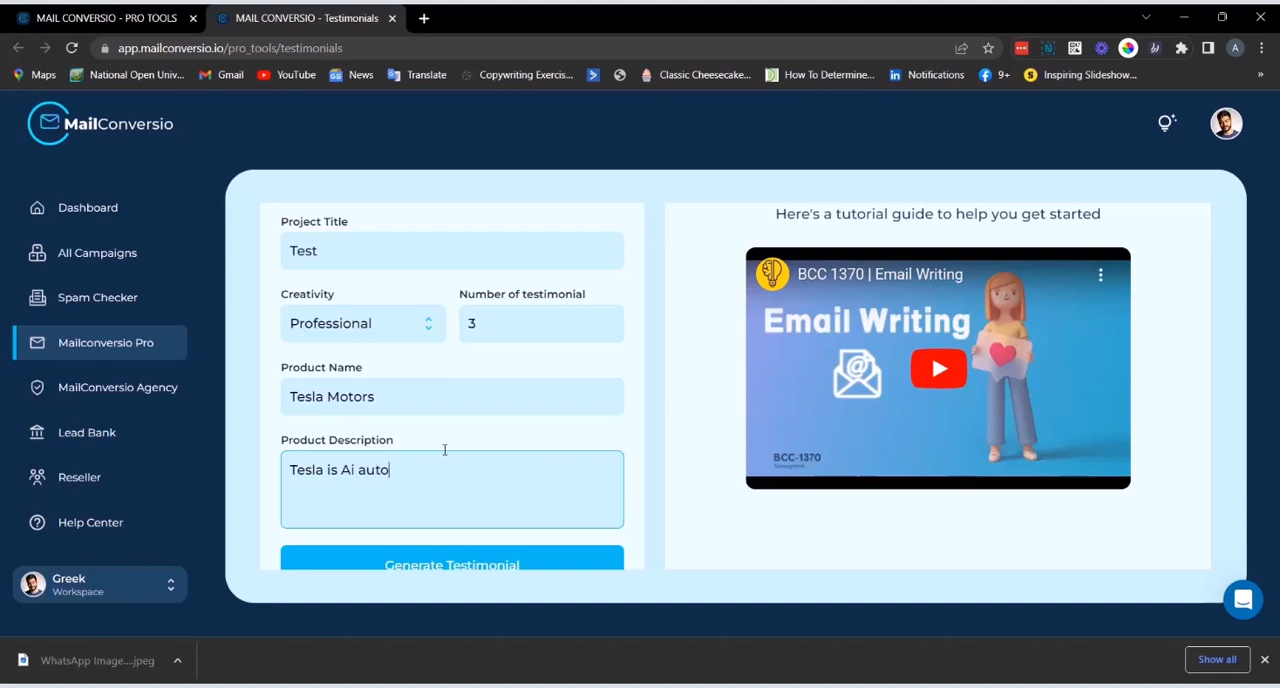 MAIL CONVERSIO - PRO TOOLS
MAIL CONVERSIO - Testimonials
app.mailconversio.io/pro_tools/testimonials
A
Maps
National Open Univ...
Gmail
YouTube
News
Translate
Copywriting Exercis...
Classic Cheesecake...
How To Determine...
Notifications
9+
Inspiring Slideshow...
MailConversio
Dashboard
All Campaigns
Spam Checker
Mailconversio Pro
MailConversio Agency
Lead Bank
Reseller
Help Center
Greek
Workspace
Project Title
Test
Creativity
Number of testimonial
Professional
3
Product Name
Tesla Motors
Product Description
Tesla is Ai auto
Generate Testimonial
Here's a tutorial guide to help you get started
BCC 1370 | Email Writing
Email Writing
BCC-1370
WhatsApp Image....jpeg
Show all